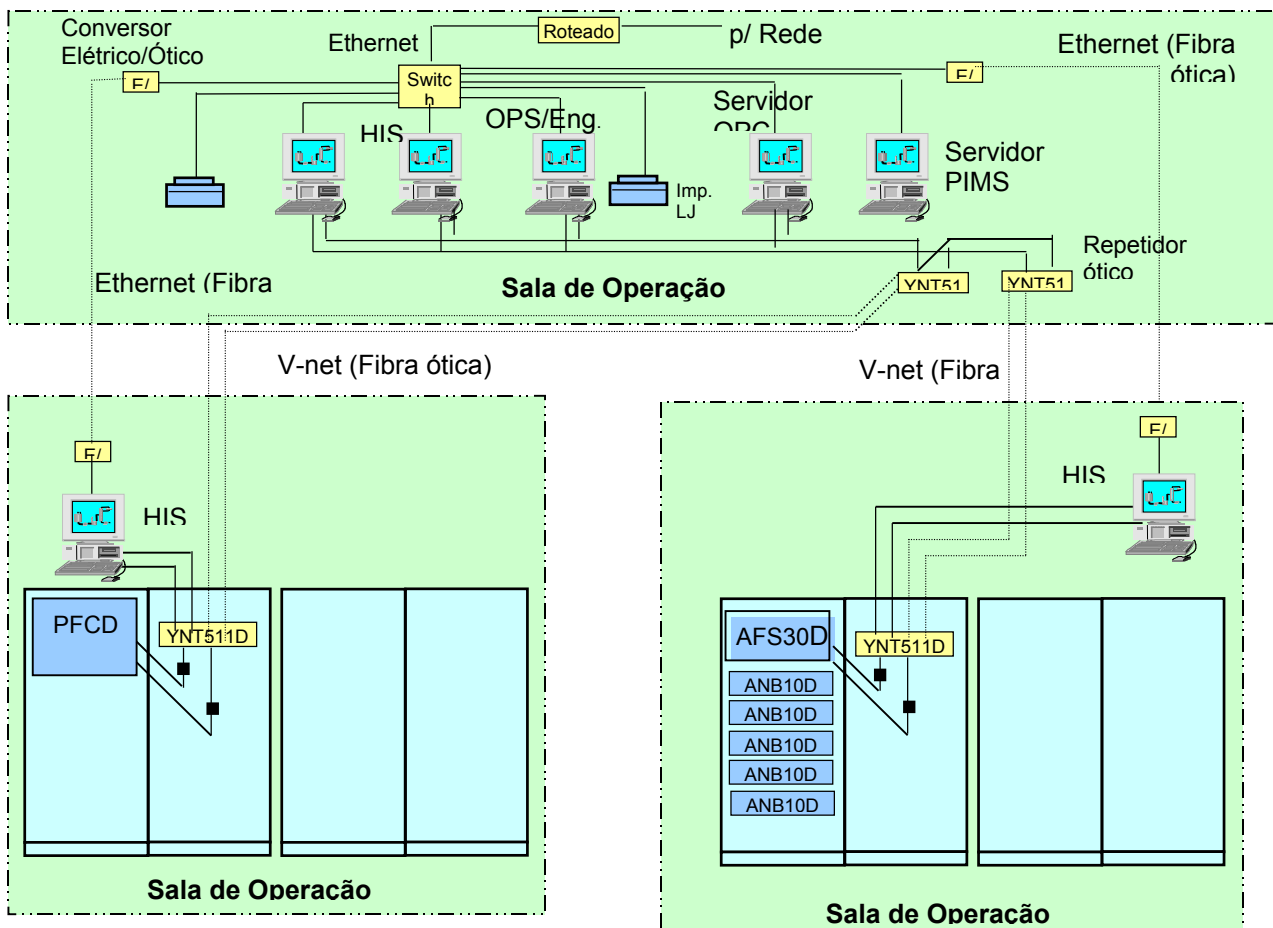 Conversor
Elétrico/Ótico
Ethernet
Roteado
p/ Rede
Ethernet (Fibra
ótica)
E/
Switc
h
E/
HIS
OPS/Eng.
Servidor
OPC
Servidor
PIMS
Imp.
LJ
Repetidor
ótico
Ethernet (Fibra
Sala de Operação
YNT51
YNT51
V-net (Fibra ótica)
V-net (Fibra
E/
HIS
PFCD
YNT511D
Sala de Operação
E/
HIS
AFS30D
YNT511D
ANB10D
ANB10D
ANB10D
ANB10D
ANB10D
Sala de Operação